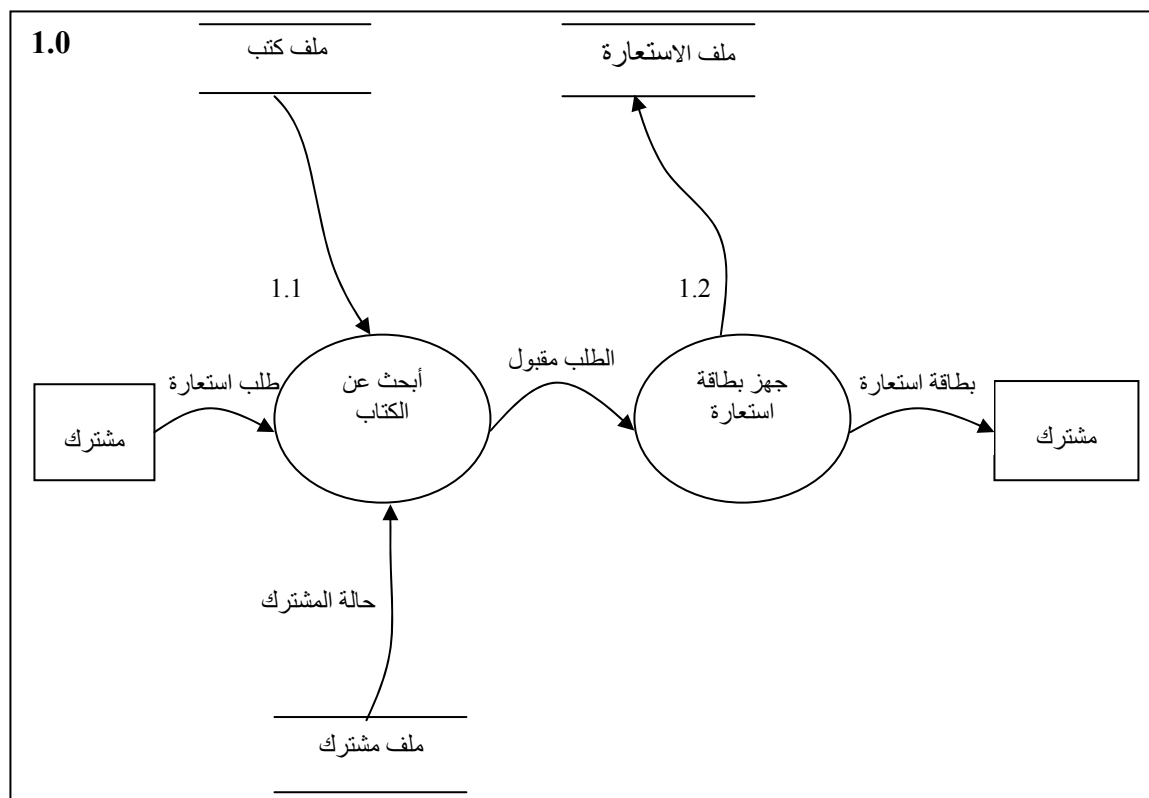 1.0
ملف كتب
ملف الاستعارة
1.1
1.2
طلب استعارة
أبحث عن
الكتاب
الطلب مقبول
جهز بطاقة
استعارة
بطاقة استعارة
مشترك
مشترك
حالة المشترك
ملف مشترك